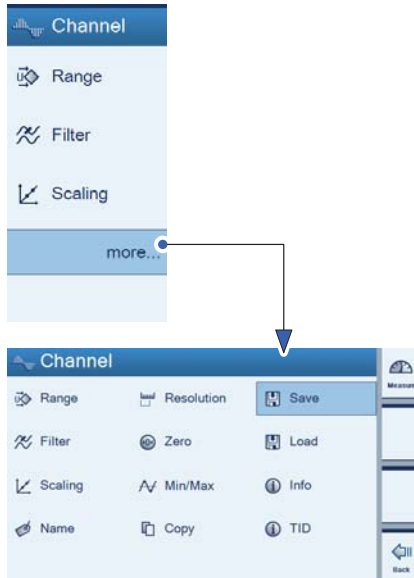 Channel
Range
Filter
Scaling
more...
Channel
Range Resolution Save
Filter Zero Load
Scaling Min/Max Info
Name Copy TID
Measure
Back